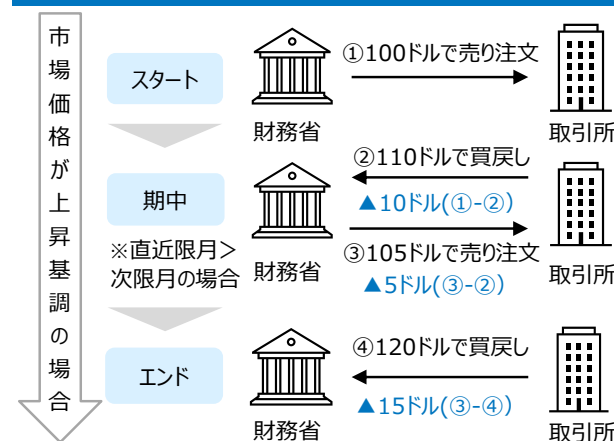 市場価格が上昇基調の場合
スタート
①100ドルで売り注文
財務省
取引所
②110ドルで買戻し
▲10ドル(①-②)
期中
※直近限月＞
次限月の場合
財務省
③105ドルで売り注文
▲5ドル(③-②)
取引所
エンド
④120ドルで買戻し
▲15ドル(③-④)
財務省
取引所